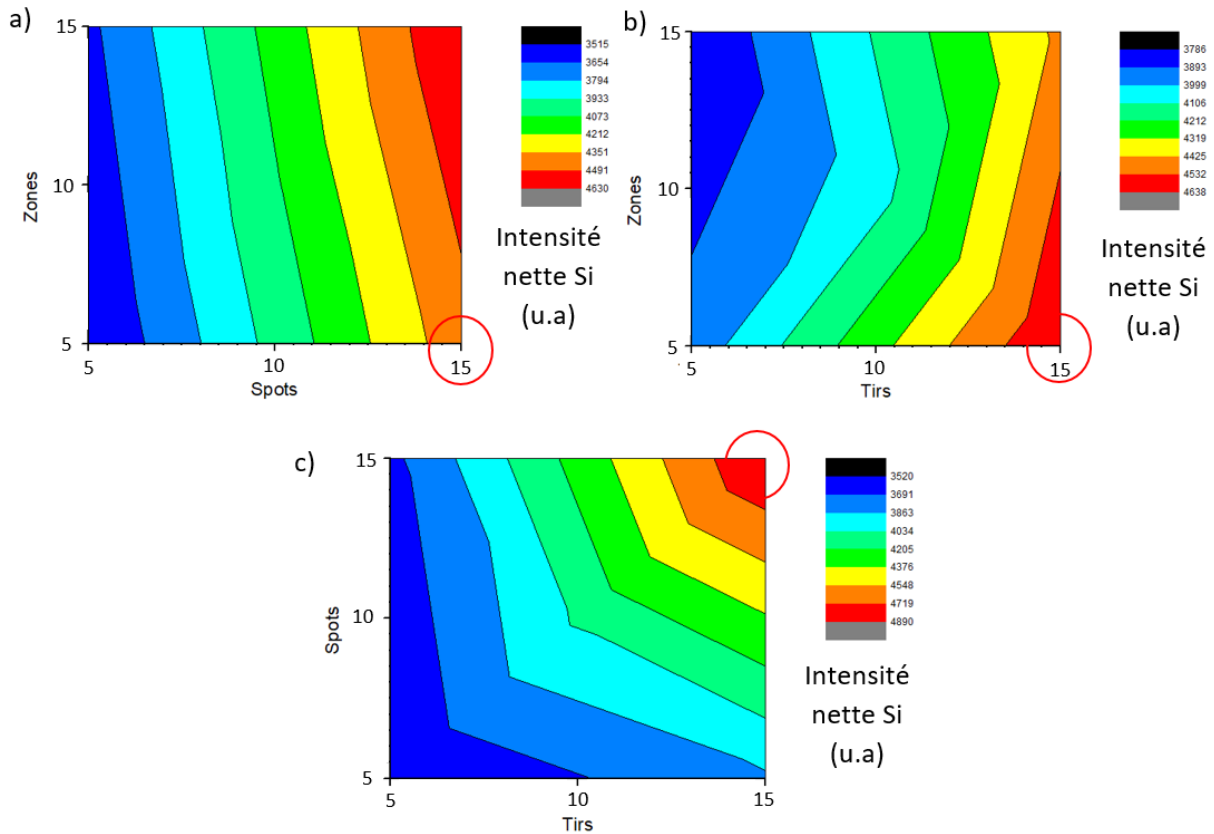 a)
15
10
5
Zones
5
10
15
Spots
3515
3654
3794
3933
4073
4212
4351
4491
4630
Intensité
nette Si
(u.a)
b)
15
10
5
Zones
5
10
15
Tirs
3786
3893
3999
4106
4212
4319
4425
4532
4638
Intensité
nette Si
(u.a)
c)
15
10
5
Spots
5
10
15
Tirs
3520
3691
3863
4034
4205
4376
4548
4719
4890
Intensité
nette Si
(u.a)